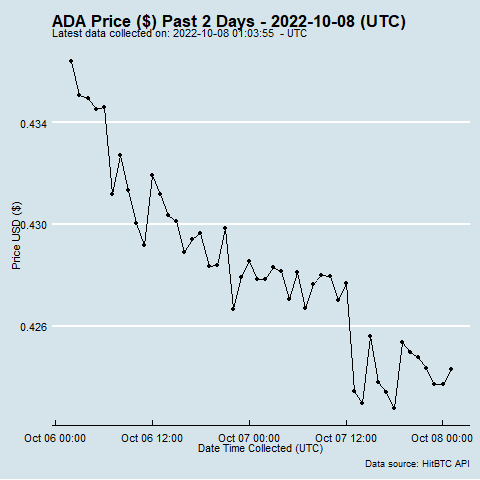 ADA Price ($) Past 2 Days - 2022-10-08 (UTC)
Latest data collected on: 2022-10-08 01:03:55  - UTC
0.434
0.430
0.426
Price USD ($)
Oct 06 00:00 Oct 06 12:00 Oct 07 00:00 Oct 07 12:00 Oct 08 00:00
Date Time Collected (UTC)
Data source: HitBTC API